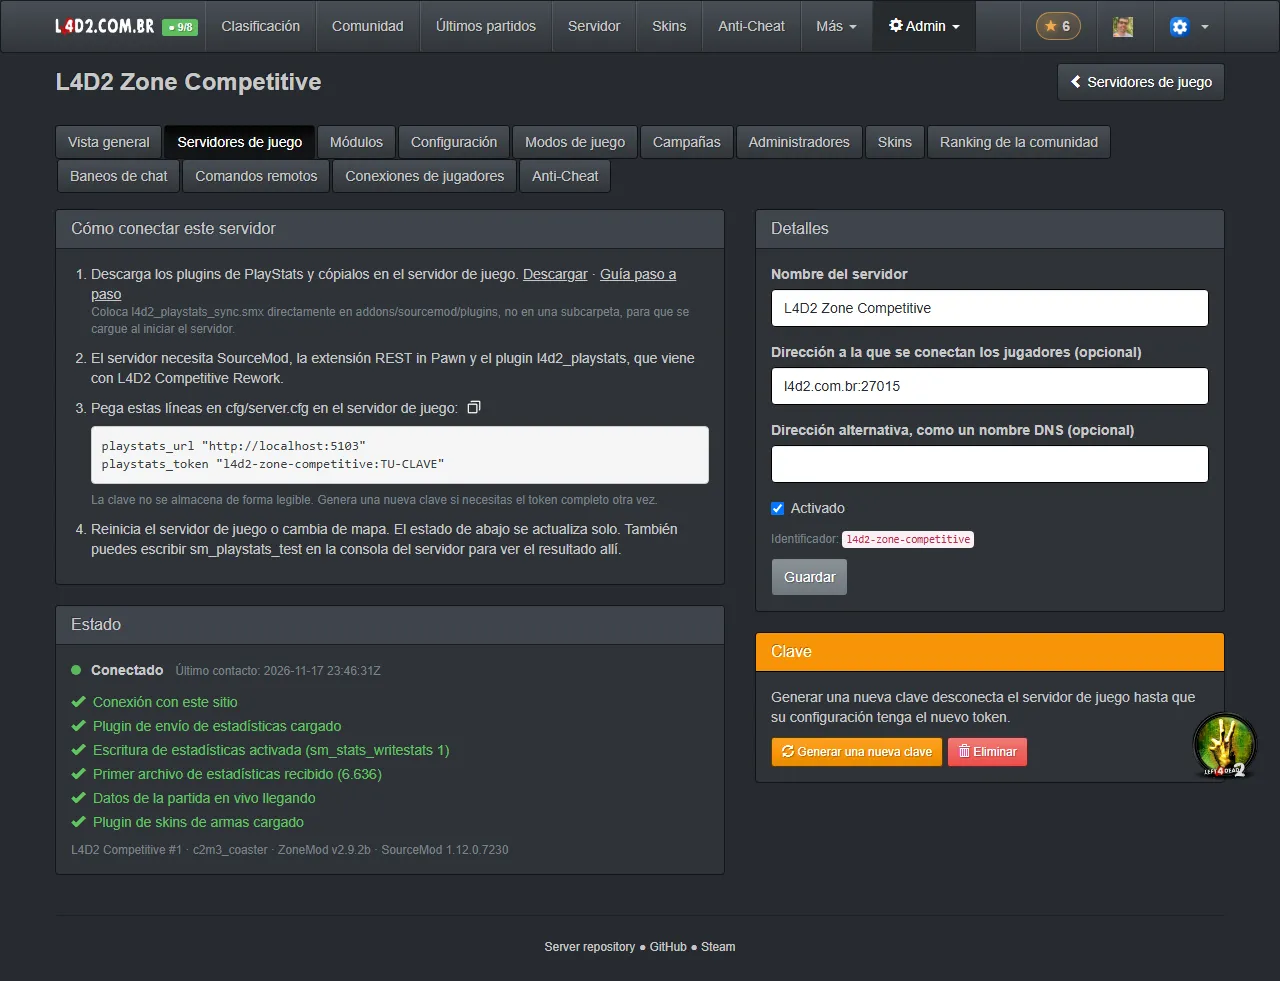 L4D2.COM.BR
● 9/8
Clasificación
Comunidad
Últimos partidos
Servidor
Skins
Anti-Cheat
Más
Admin
6
L4D2 Zone Competitive
Servidores de juego
Vista general
Servidores de juego
Módulos
Configuración
Modos de juego
Campañas
Administradores
Skins
Ranking de la comunidad
Baneos de chat
Comandos remotos
Conexiones de jugadores
Anti-Cheat
Cómo conectar este servidor
1. Descarga los plugins de PlayStats y cópialos en el servidor de juego. Descargar · Guía paso a
paso
Coloca l4d2_playstats_sync.smx directamente en addons/sourcemod/plugins, no en una subcarpeta, para que se
cargue al iniciar el servidor.
2. El servidor necesita SourceMod, la extensión REST in Pawn y el plugin l4d2_playstats, que viene
con L4D2 Competitive Rework.
3. Pega estas líneas en cfg/server.cfg en el servidor de juego:
playstats_url "http://localhost:5103"
playstats_token "l4d2-zone-competitive:TU-CLAVE"
La clave no se almacena de forma legible. Genera una nueva clave si necesitas el token completo otra vez.
4. Reinicia el servidor de juego o cambia de mapa. El estado de abajo se actualiza solo. También
puedes escribir sm_playstats_test en la consola del servidor para ver el resultado allí.
Estado
Conectado Último contacto: 2026-11-17 23:46:31Z
Conexión con este sitio
Plugin de envío de estadísticas cargado
Escritura de estadísticas activada (sm_stats_writestats 1)
Primer archivo de estadísticas recibido (6.636)
Datos de la partida en vivo llegando
Plugin de skins de armas cargado
L4D2 Competitive #1 · c2m3_coaster · ZoneMod v2.9.2b · SourceMod 1.12.0.7230
Detalles
Nombre del servidor
L4D2 Zone Competitive
Dirección a la que se conectan los jugadores (opcional)
l4d2.com.br:27015
Dirección alternativa, como un nombre DNS (opcional)
Activado
Identificador: l4d2-zone-competitive
Guardar
Clave
Generar una nueva clave desconecta el servidor de juego hasta que
su configuración tenga el nuevo token.
Generar una nueva clave
Eliminar
LEFT 4 DEAD 2
Server repository ● GitHub ● Steam